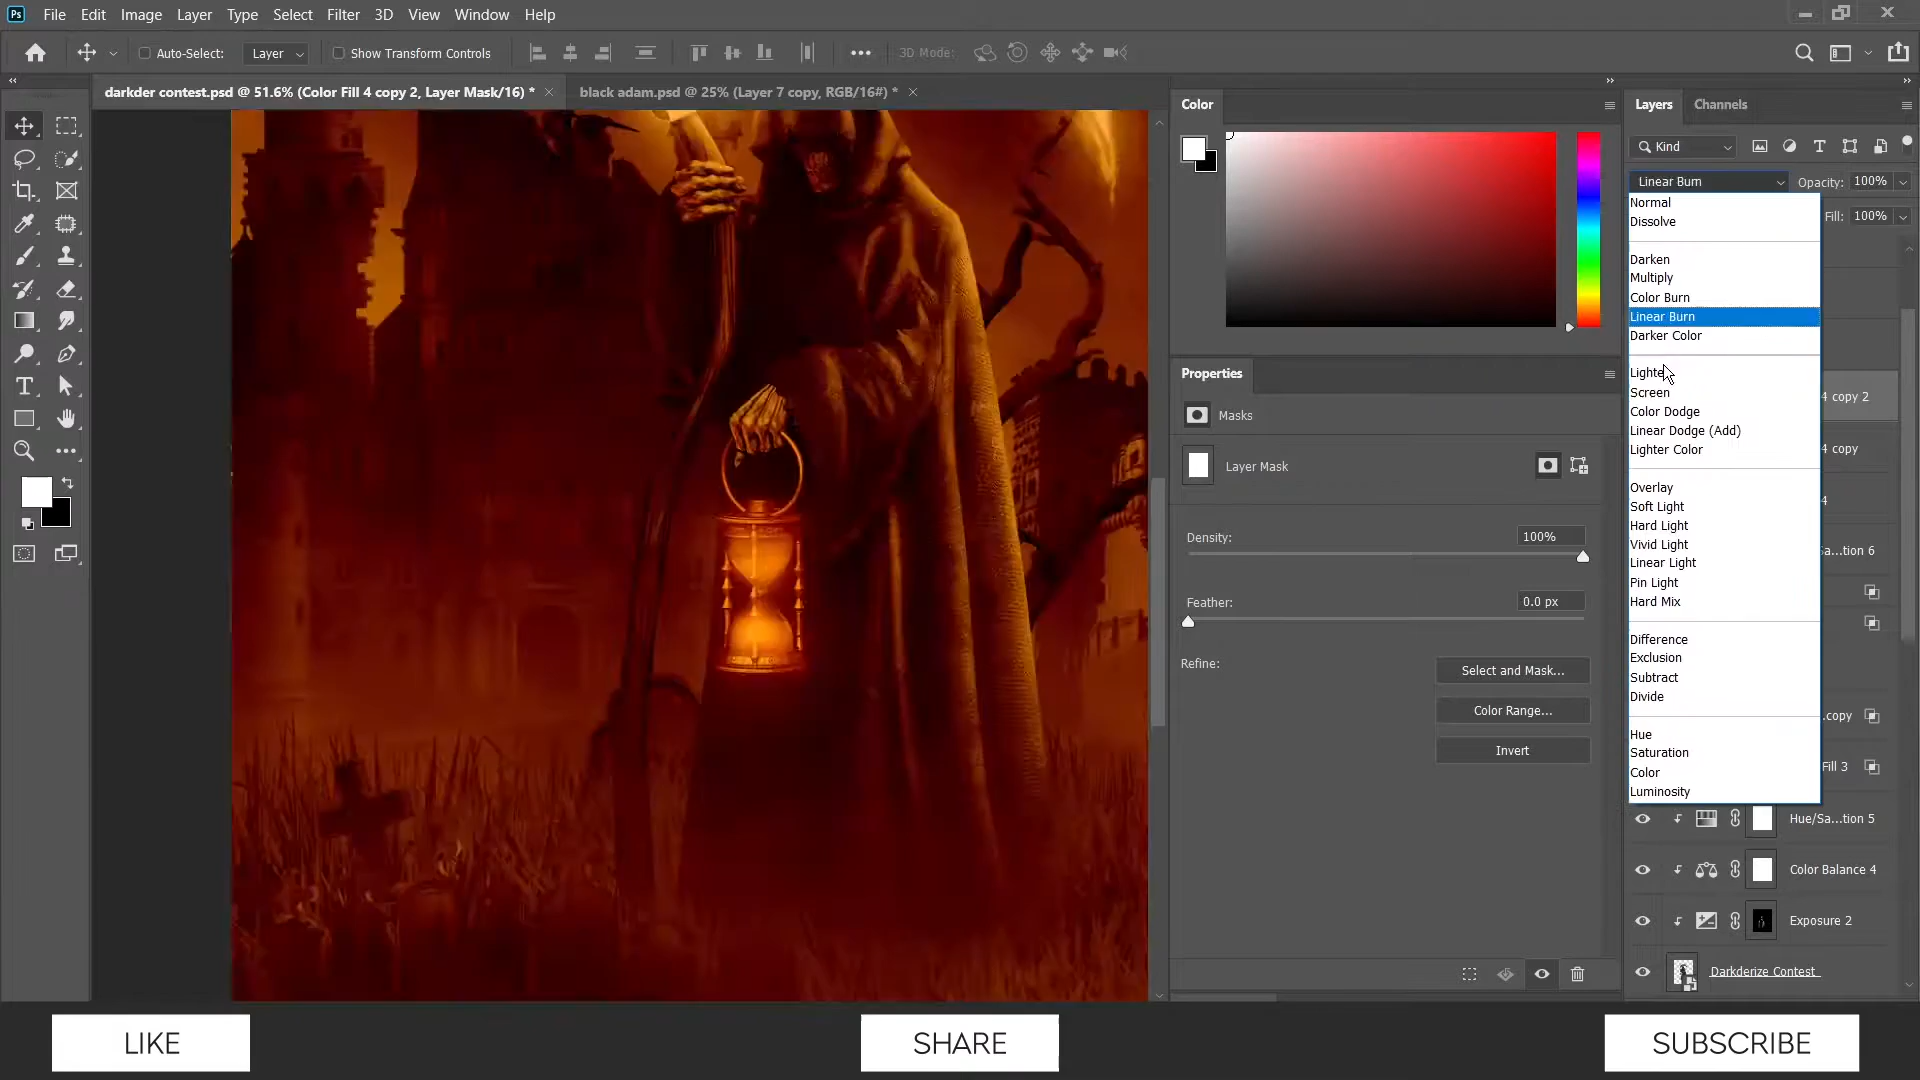 Ps File Edit Image Layer Type Select Filter 3D View Window Help
Auto-Select: Layer Show Transform Controls 3D Mode:
darkder contest.psd @ 51.6% (Color Fill 4 copy 2, Layer Mask/16) *
black adam.psd @ 25% (Layer 7 copy, RGB/16#) *
Color
Properties
Masks
Layer Mask
Density: 100%
Feather: 0.0 px
Refine:
Select and Mask...
Color Range...
Invert
Layers Channels
Kind
Linear Burn Opacity: 100%
Fill: 100%
Normal
Dissolve
Darken
Multiply
Color Burn
Linear Burn
Darker Color
Lighte
Screen
Color Dodge
Linear Dodge (Add)
Lighter Color
Overlay
Soft Light
Hard Light
Vivid Light
Linear Light
Pin Light
Hard Mix
Difference
Exclusion
Subtract
Divide
Hue
Saturation
Color
Luminosity
4 copy 2
4 copy
4
Sa...tion 6
.copy
Fill 3
Hue/Sa...tion 5
Color Balance 4
Exposure 2
Darkderize Contest
LIKE
SHARE
SUBSCRIBE